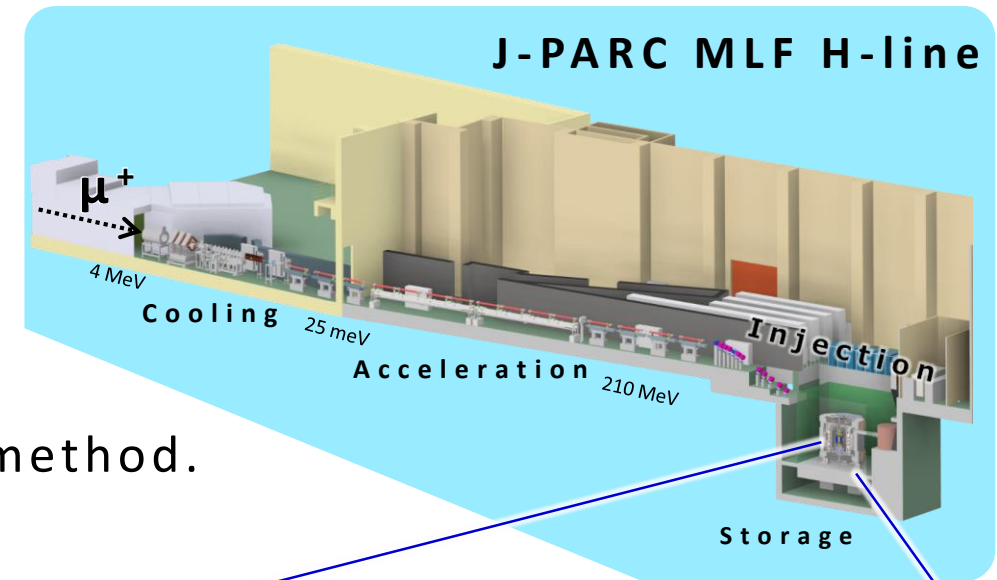 J-PARC MLF H-line
μ+
4 MeV
Cooling
25 meV
Acceleration
210 MeV
Injection
method.
Storage